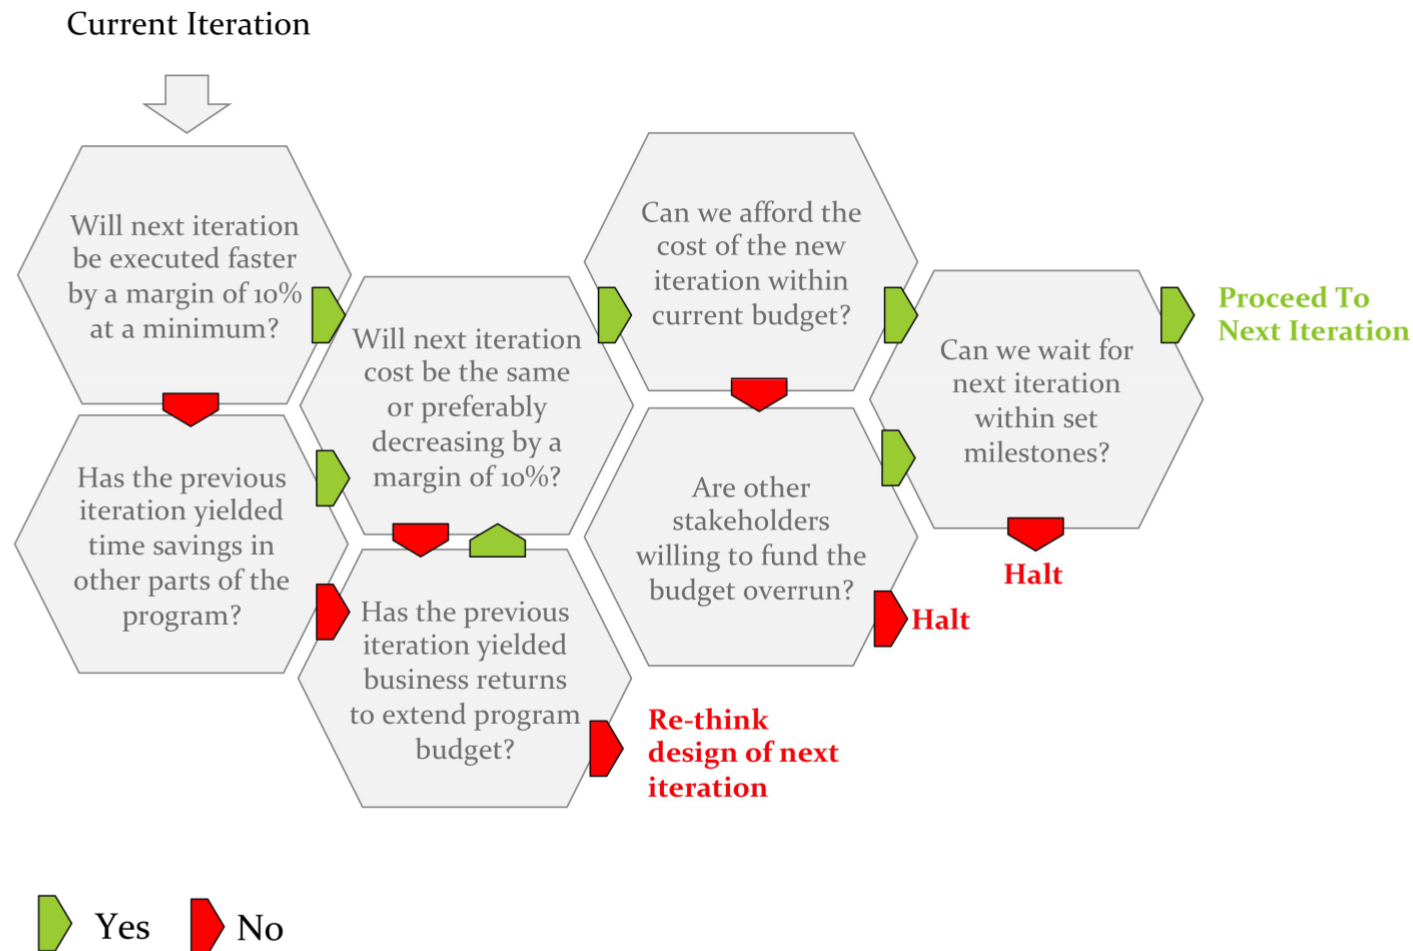 Current Iteration
Will next iteration
be executed faster
by a margin of 10%
at a minimum?
Has the previous
iteration yielded
time savings in
other parts of the
program?
Will next iteration
cost be the same
or preferably
decreasing by a
margin of 10%?
Has the previous
iteration yielded
business returns
to extend program
budget?
Re-think
design of next
iteration
Can we afford the
cost of the new
iteration within
current budget?
Are other
stakeholders
willing to fund the
budget overrun?
Halt
Can we wait for
next iteration
within set
milestones?
Halt
Proceed To
Next Iteration
Yes
No